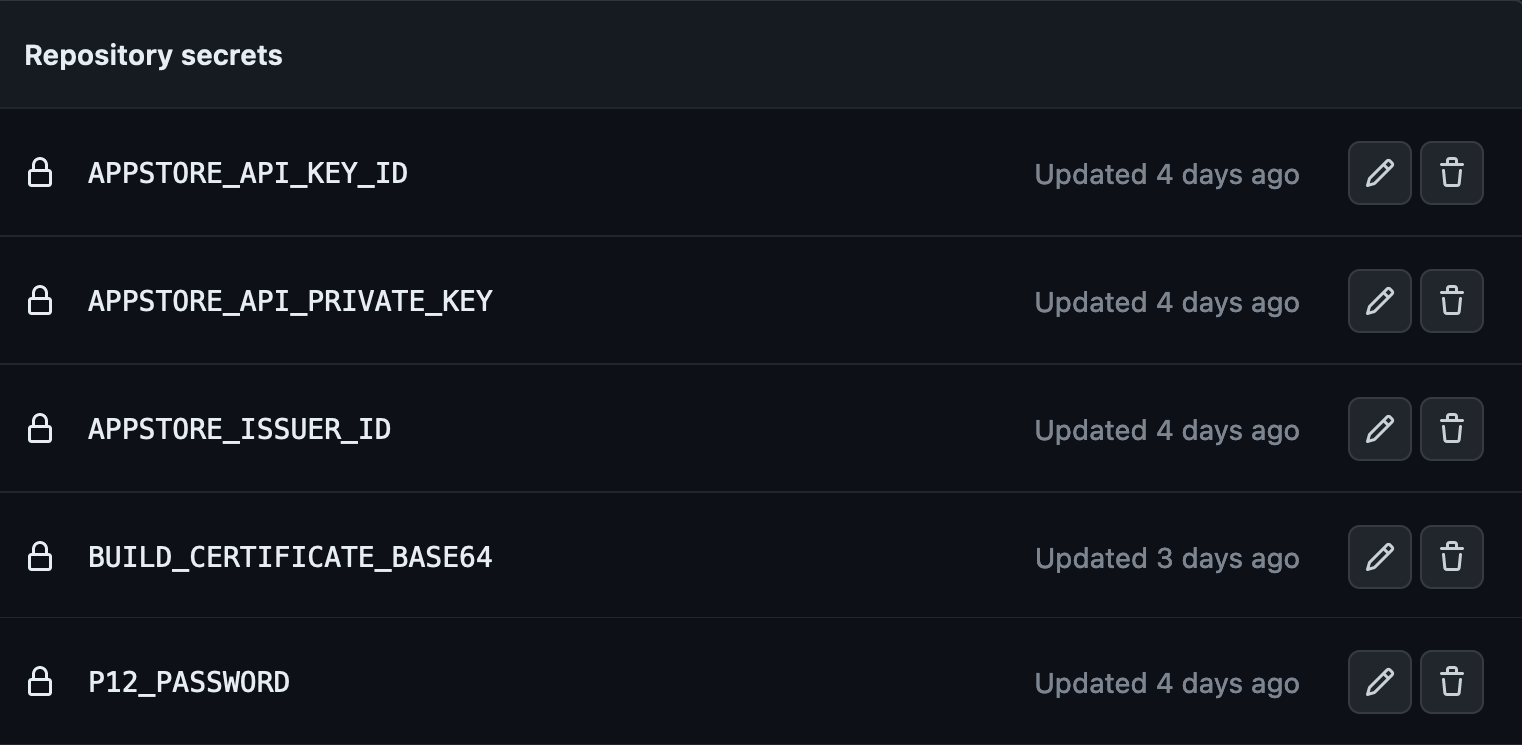 Repository secrets
APPSTORE_API_KEY_ID Updated 4 days ago
APPSTORE_API_PRIVATE_KEY Updated 4 days ago
APPSTORE_ISSUER_ID Updated 4 days ago
BUILD_CERTIFICATE_BASE64 Updated 3 days ago
P12_PASSWORD Updated 4 days ago